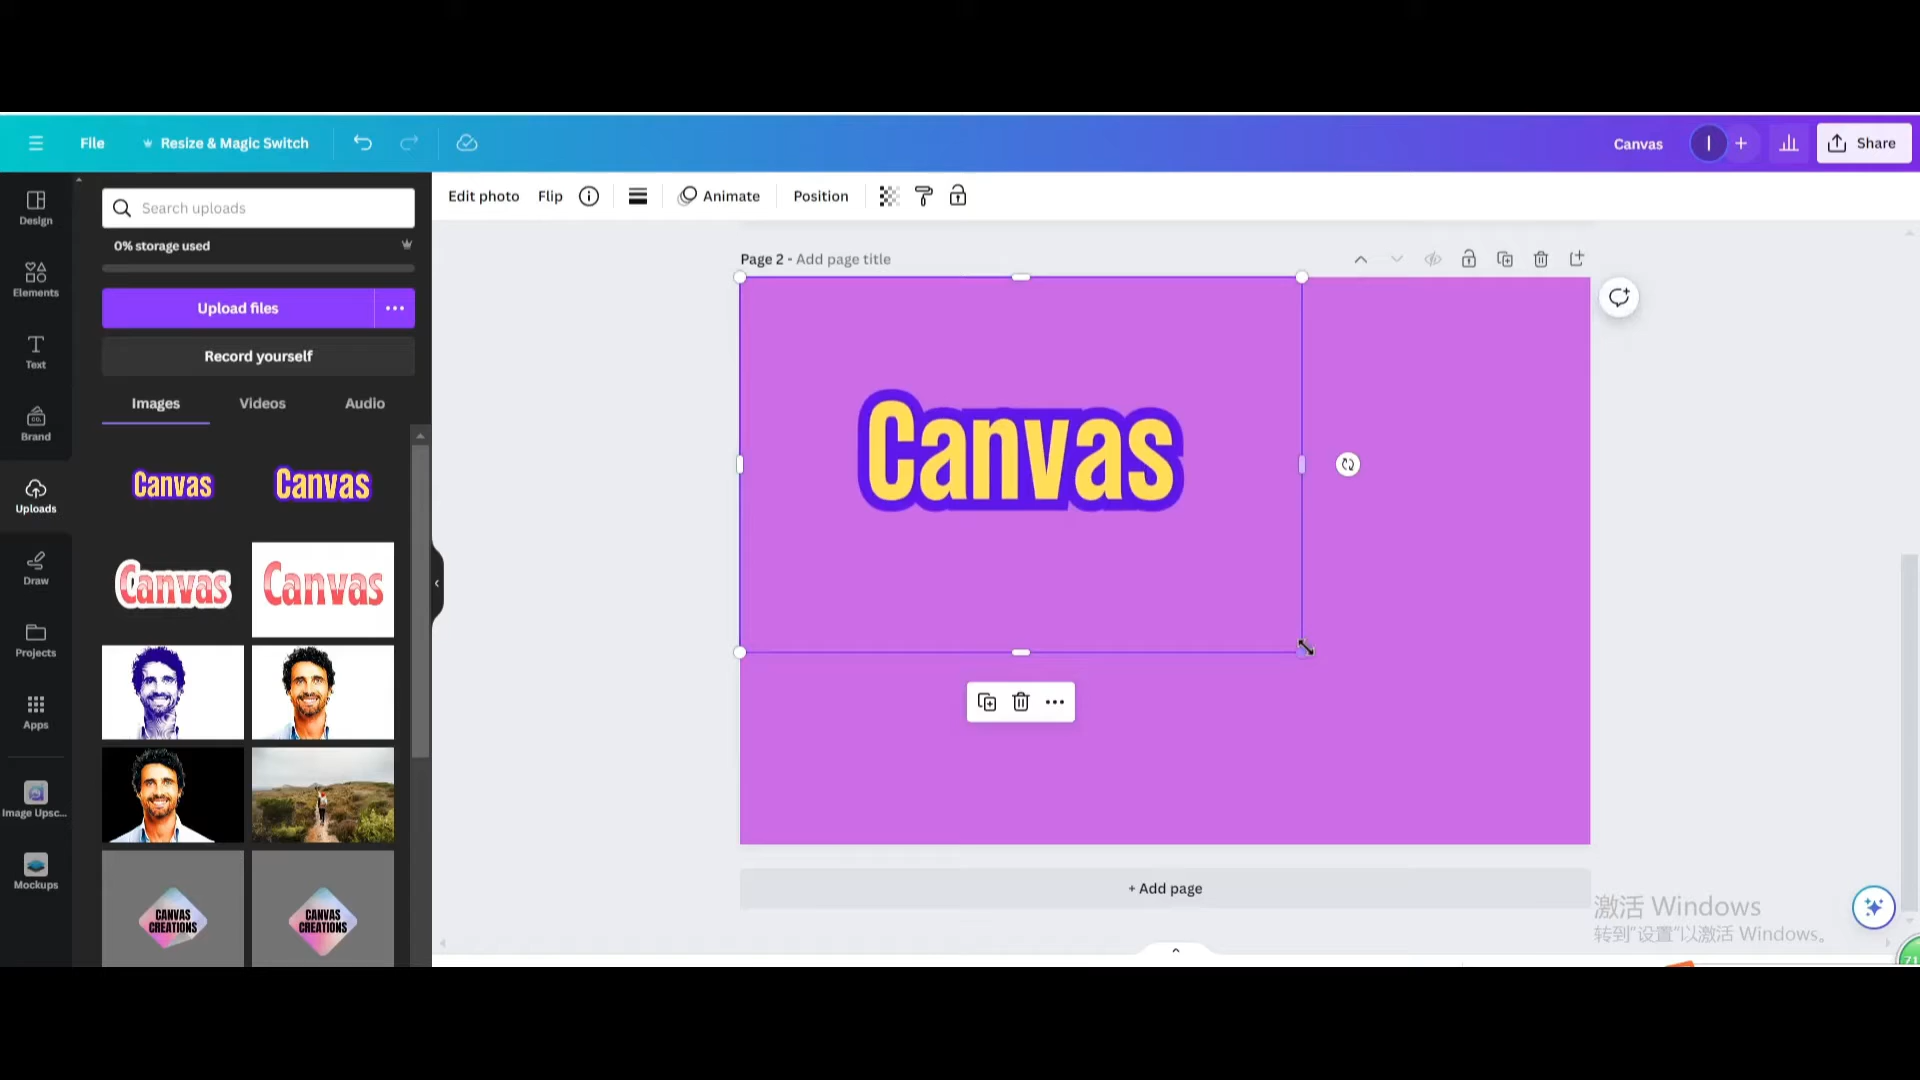 File
Resize & Magic Switch
Canvas
I
+
Share
Design
Elements
Text
Brand
Uploads
Draw
Projects
Apps
Image Upsc...
Mockups
Search uploads
0% storage used
Upload files
Record yourself
Images
Videos
Audio
Canvas
Canvas
Canvas
Canvas
CANVAS
CREATIONS
CANVAS
CREATIONS
Edit photo
Flip
Animate
Position
Page 2 - Add page title
Canvas
+ Add page
激活 Windows
转到"设置"以激活 Windows。
71